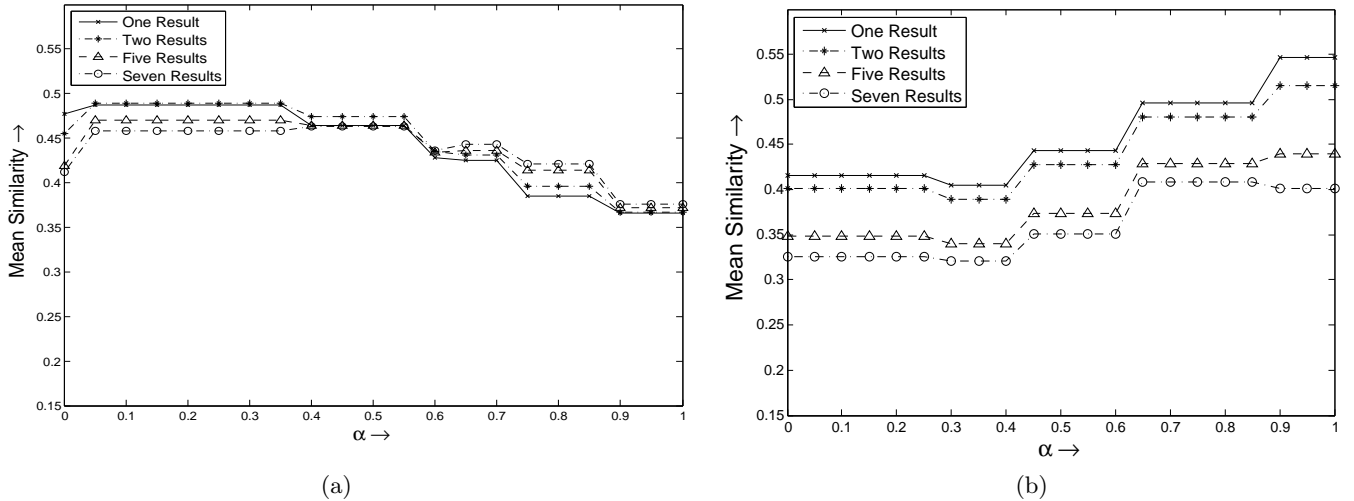 One Results
Two Results
Five Results
Seven Results
0.55
0.5
0.45
0.4
0.35
0.3
0.25
0.2
0.15
Mean Similarity →
0 0.1 0.2 0.3 0.4 0.5 0.6 0.7 0.8 0.9 1
α →
(a)
One Result
Two Results
Five Results
Seven Results
0.55
0.5
0.45
0.4
0.35
0.3
0.25
0.2
0.15
Mean Similarity →
0 0.1 0.2 0.3 0.4 0.5 0.6 0.7 0.8 0.9 1
α →
(b)